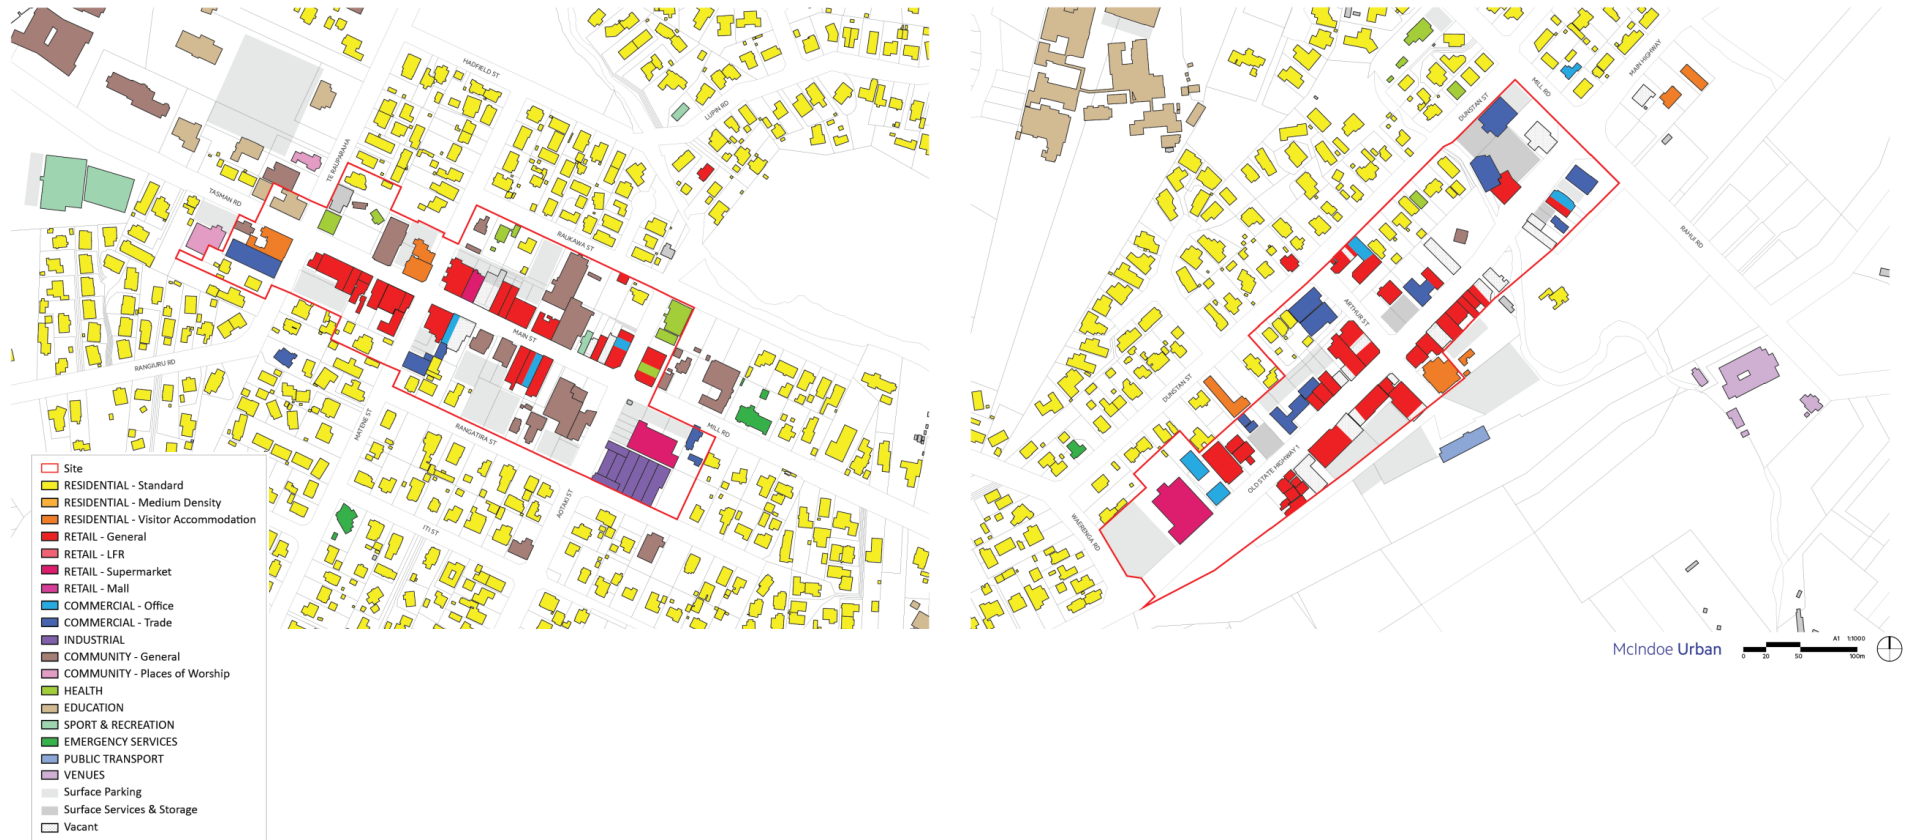 HADFIELD ST
LUPIN RD
TE RAUPARAHA
TASMAN RD
RAUKAWA ST
MAIN ST
RANGIURU RD
MATENE ST
RANGATIRA ST
MILL RD
AOTAKI ST
ITI ST
Site
RESIDENTIAL - Standard
RESIDENTIAL - Medium Density
RESIDENTIAL - Visitor Accommodation
RETAIL - General
RETAIL - LFR
RETAIL - Supermarket
RETAIL - Mall
COMMERCIAL - Office
COMMERCIAL - Trade
INDUSTRIAL
COMMUNITY - General
COMMUNITY - Places of Worship
HEALTH
EDUCATION
SPORT & RECREATION
EMERGENCY SERVICES
PUBLIC TRANSPORT
VENUES
Surface Parking
Surface Services & Storage
Vacant
MAIN HIGHWAY
MILL RD
DUNSTAN ST
RAHUI RD
ARTHUR ST
DUNSTAN ST
OLD STATE HIGHWAY 1
WAERENGA RD
McIndoe Urban
A1 1:1000
0 20 50 100m